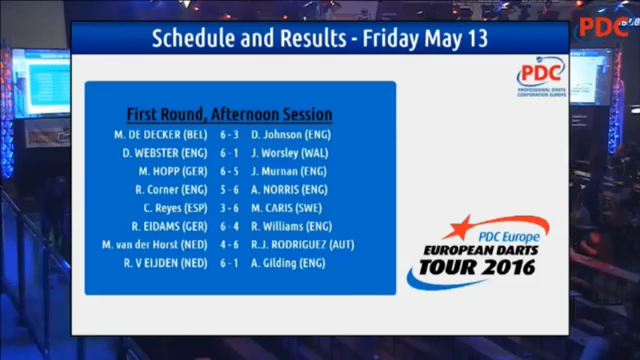 PDC
Schedule and Results - Friday May 13
PDC
PROFESSIONAL DARTS
CORPORATION EUROPE
First Round, Afternoon Session
M. DE DECKER (BEL) 6 - 3 D. Johnson (ENG)
D. WEBSTER (ENG) 6 - 1 J. Worsley (WAL)
M. HOPP (GER) 6 - 5 J. Murnan (ENG)
R. Corner (ENG) 5 - 6 A. NORRIS (ENG)
C. Reyes (ESP) 3 - 6 M. CARIS (SWE)
R. EIDAMS (GER) 6 - 4 R. Williams (ENG)
M. van der Horst (NED) 4 - 6 R.J. RODRIGUEZ (AUT)
R. V EIJDEN (NED) 6 - 1 A. Gilding (ENG)
PDC Europe
EUROPEAN DARTS
TOUR 2016